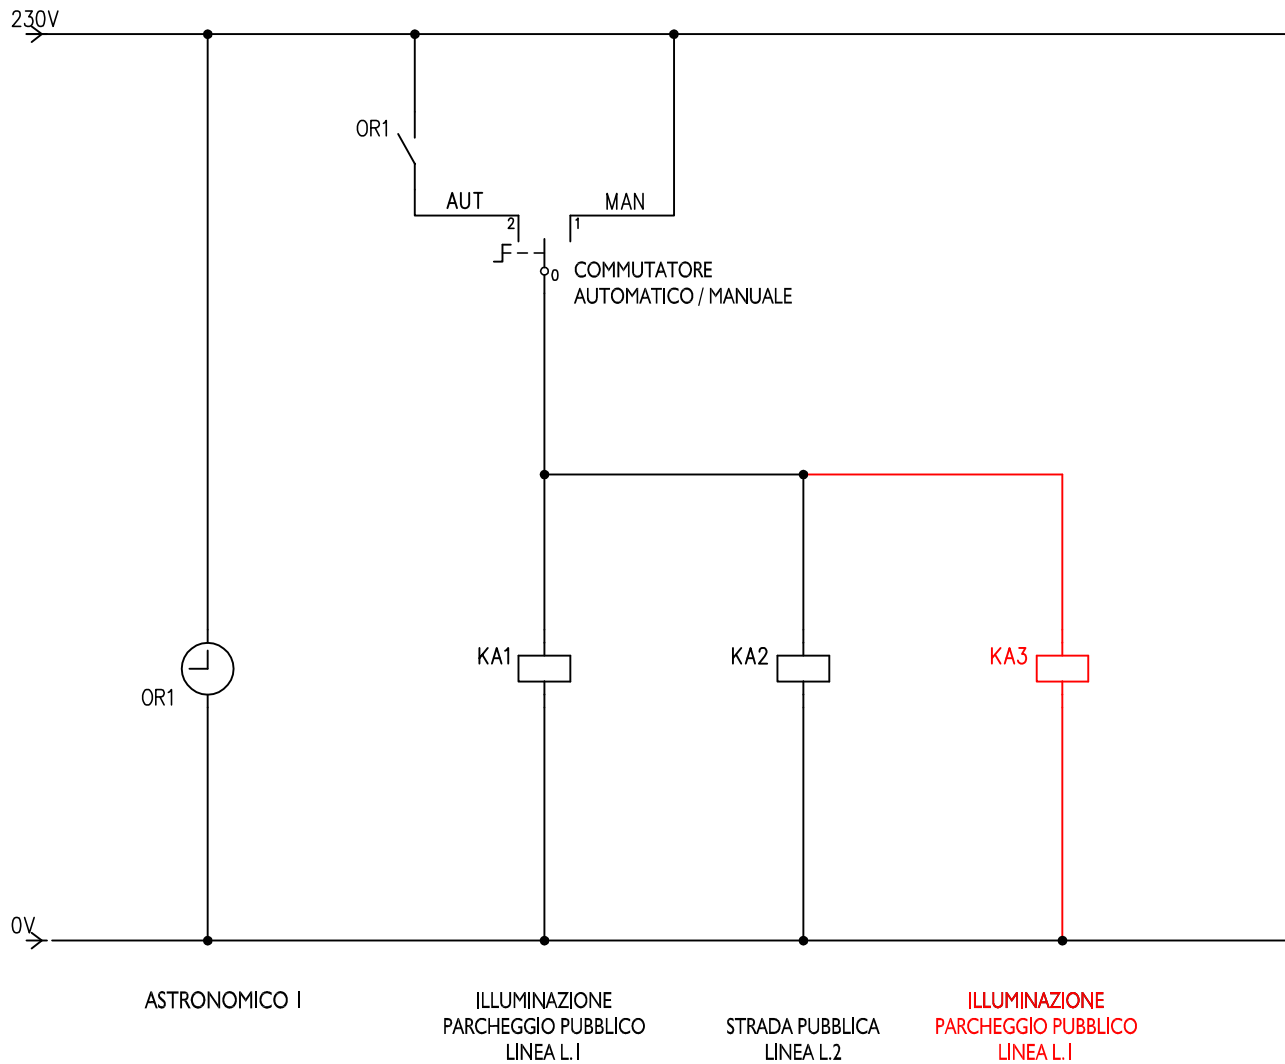 230V
OR1
AUT
MAN
2
1
0
COMMUTATORE
AUTOMATICO / MANUALE
KA1
KA2
KA3
OR1
0V
ASTRONOMICO 1
ILLUMINAZIONE
PARCHEGGIO PUBBLICO
LINEA L.1
STRADA PUBBLICA
LINEA L.2
ILLUMINAZIONE
PARCHEGGIO PUBBLICO
LINEA L.1